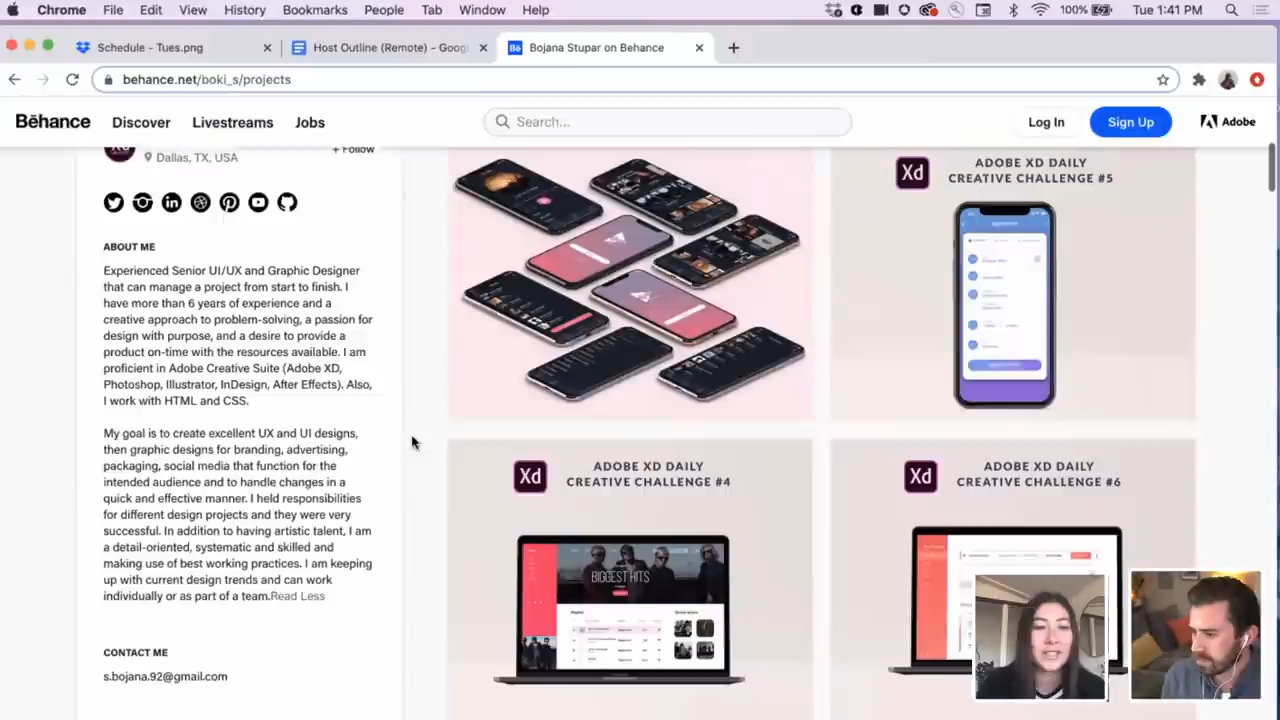 Chrome File Edit View History Bookmarks People Tab Window Help 100% Tue 1:41 PM
Schedule - Tues.png
Host Outline (Remote) - Goog
Bē Bojana Stupar on Behance
behance.net/boki_s/projects
Bēhance Discover Livestreams Jobs Search... Log In Sign Up Adobe
Dallas, TX, USA
+ Follow
ABOUT ME
Experienced Senior UI/UX and Graphic Designer
that can manage a project from start to finish. I
have more than 6 years of experience and a
creative approach to problem-solving, a passion for
design with purpose, and a desire to provide a
product on-time with the resources available. I am
proficient in Adobe Creative Suite (Adobe XD,
Photoshop, Illustrator, InDesign, After Effects). Also,
I work with HTML and CSS.
My goal is to create excellent UX and UI designs,
then graphic designs for branding, advertising,
packaging, social media that function for the
intended audience and to handle changes in a
quick and effective manner. I held responsibilities
for different design projects and they were very
successful. In addition to having artistic talent, I am
a detail-oriented, systematic and skilled and
making use of best working practices. I am keeping
up with current design trends and can work
individually or as part of a team.Read Less
CONTACT ME
s.bojana.92@gmail.com
Xd
ADOBE XD DAILY
CREATIVE CHALLENGE #5
Xd
ADOBE XD DAILY
CREATIVE CHALLENGE #4
BIGGEST HITS
Xd
ADOBE XD DAILY
CREATIVE CHALLENGE #6